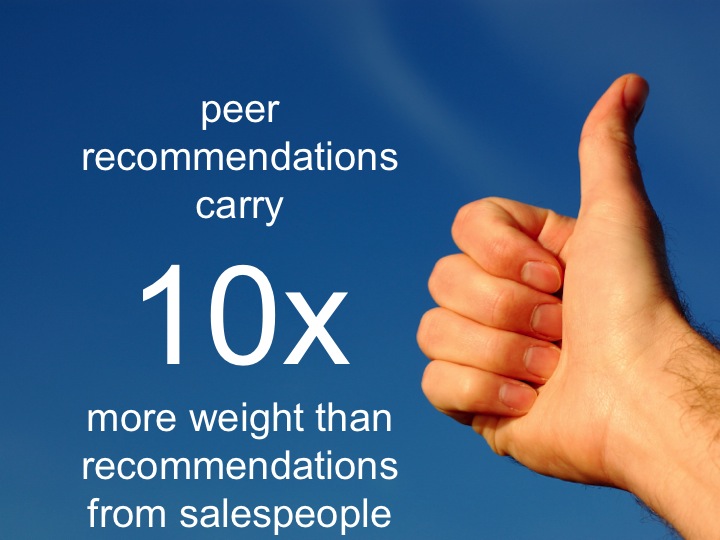 peer
recommendations
carry
10x
more weight than
recommendations
from salespeople